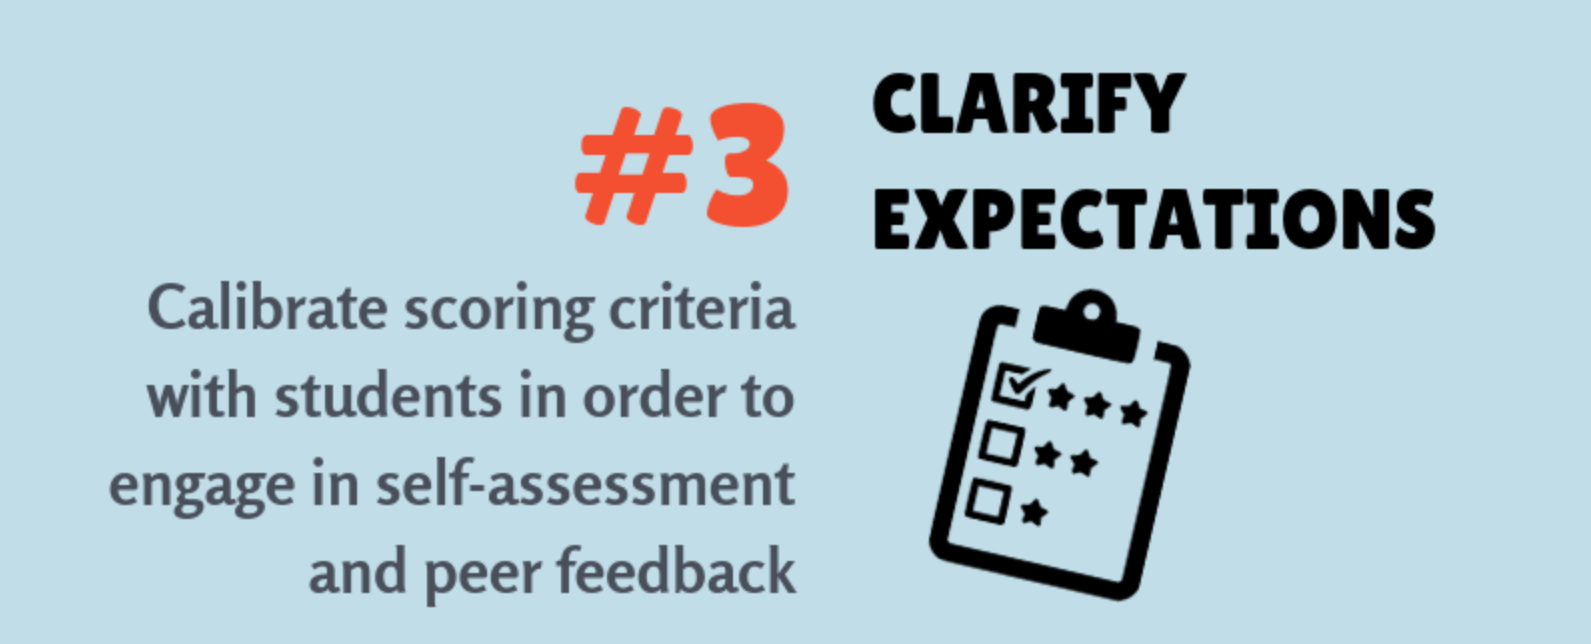 #3
CLARIFY
EXPECTATIONS
Calibrate scoring criteria
with students in order to
engage in self-assessment
and peer feedback